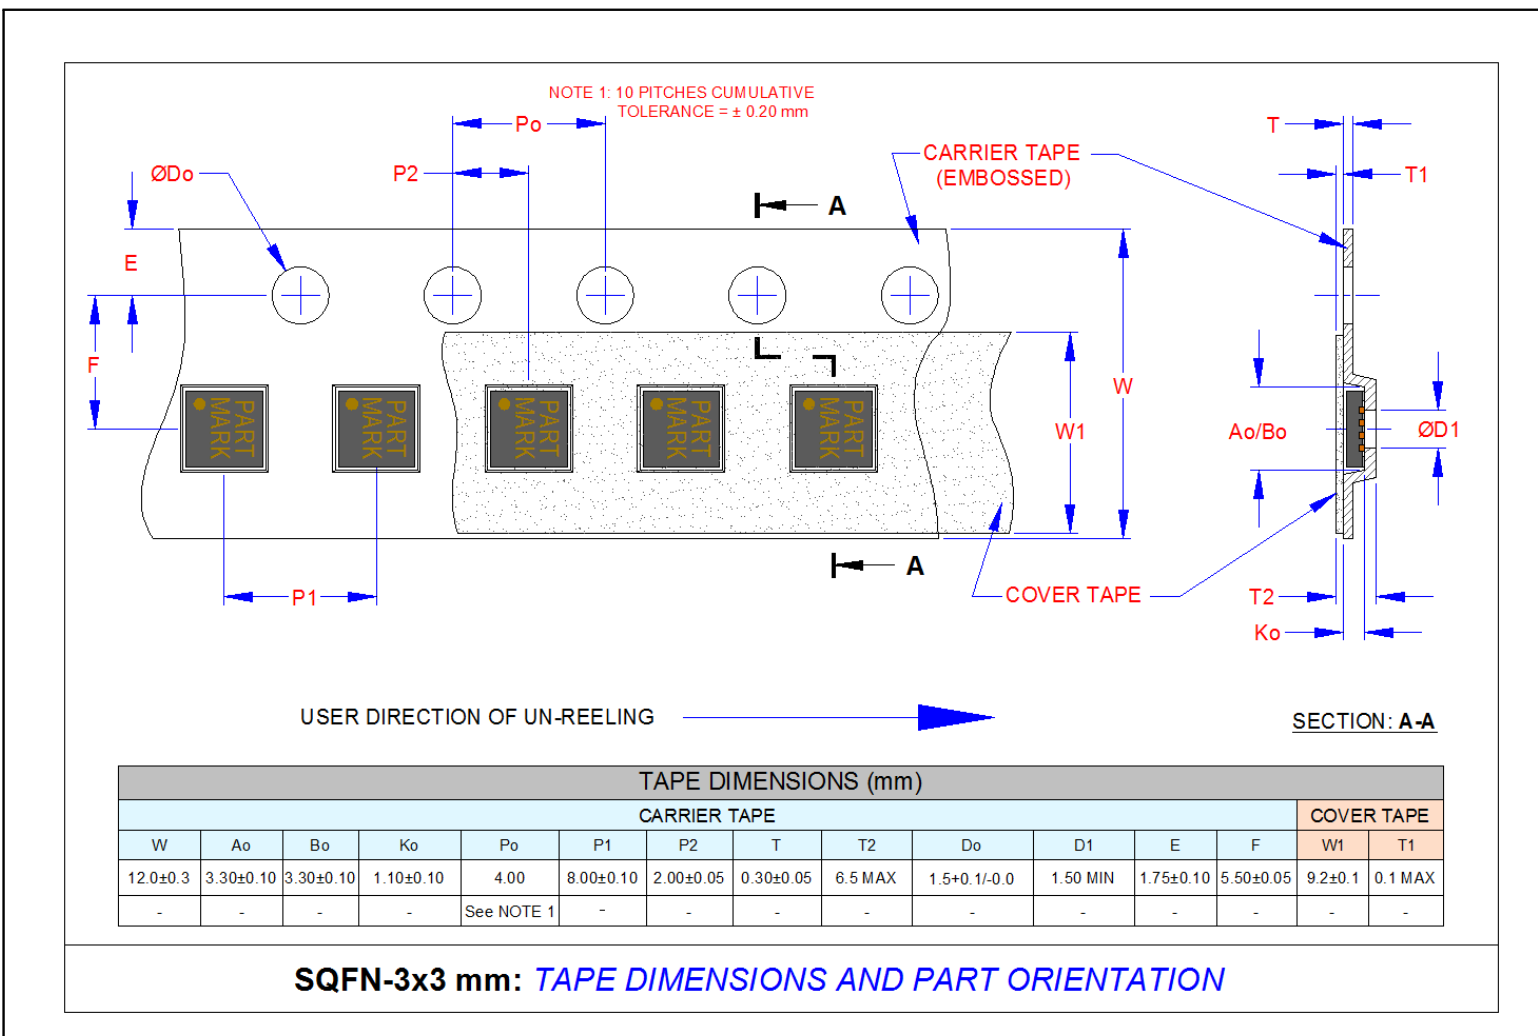 NOTE 1: 10 PITCHES CUMULATIVE
TOLERANCE = ± 0.20 mm
Po
T
ØDo
P2
CARRIER TAPE
(EMBOSSED)
T1
A
E
F
W
W1
Ao/Bo
ØD1
PART MARK
PART MARK
PART MARK
PART MARK
PART MARK
A
P1
COVER TAPE
T2
Ko
USER DIRECTION OF UN-REELING
SECTION: A-A
TAPE DIMENSIONS (mm)
CARRIER TAPE COVER TAPE
W Ao Bo Ko Po P1 P2 T T2 Do D1 E F W1 T1
12.0±0.3 3.30±0.10 3.30±0.10 1.10±0.10 4.00 8.00±0.10 2.00±0.05 0.30±0.05 6.5 MAX 1.5+0.1/-0.0 1.50 MIN 1.75±0.10 5.50±0.05 9.2±0.1 0.1 MAX
- - - - See NOTE 1 - - - - - - - - - -
SQFN-3x3 mm: TAPE DIMENSIONS AND PART ORIENTATION